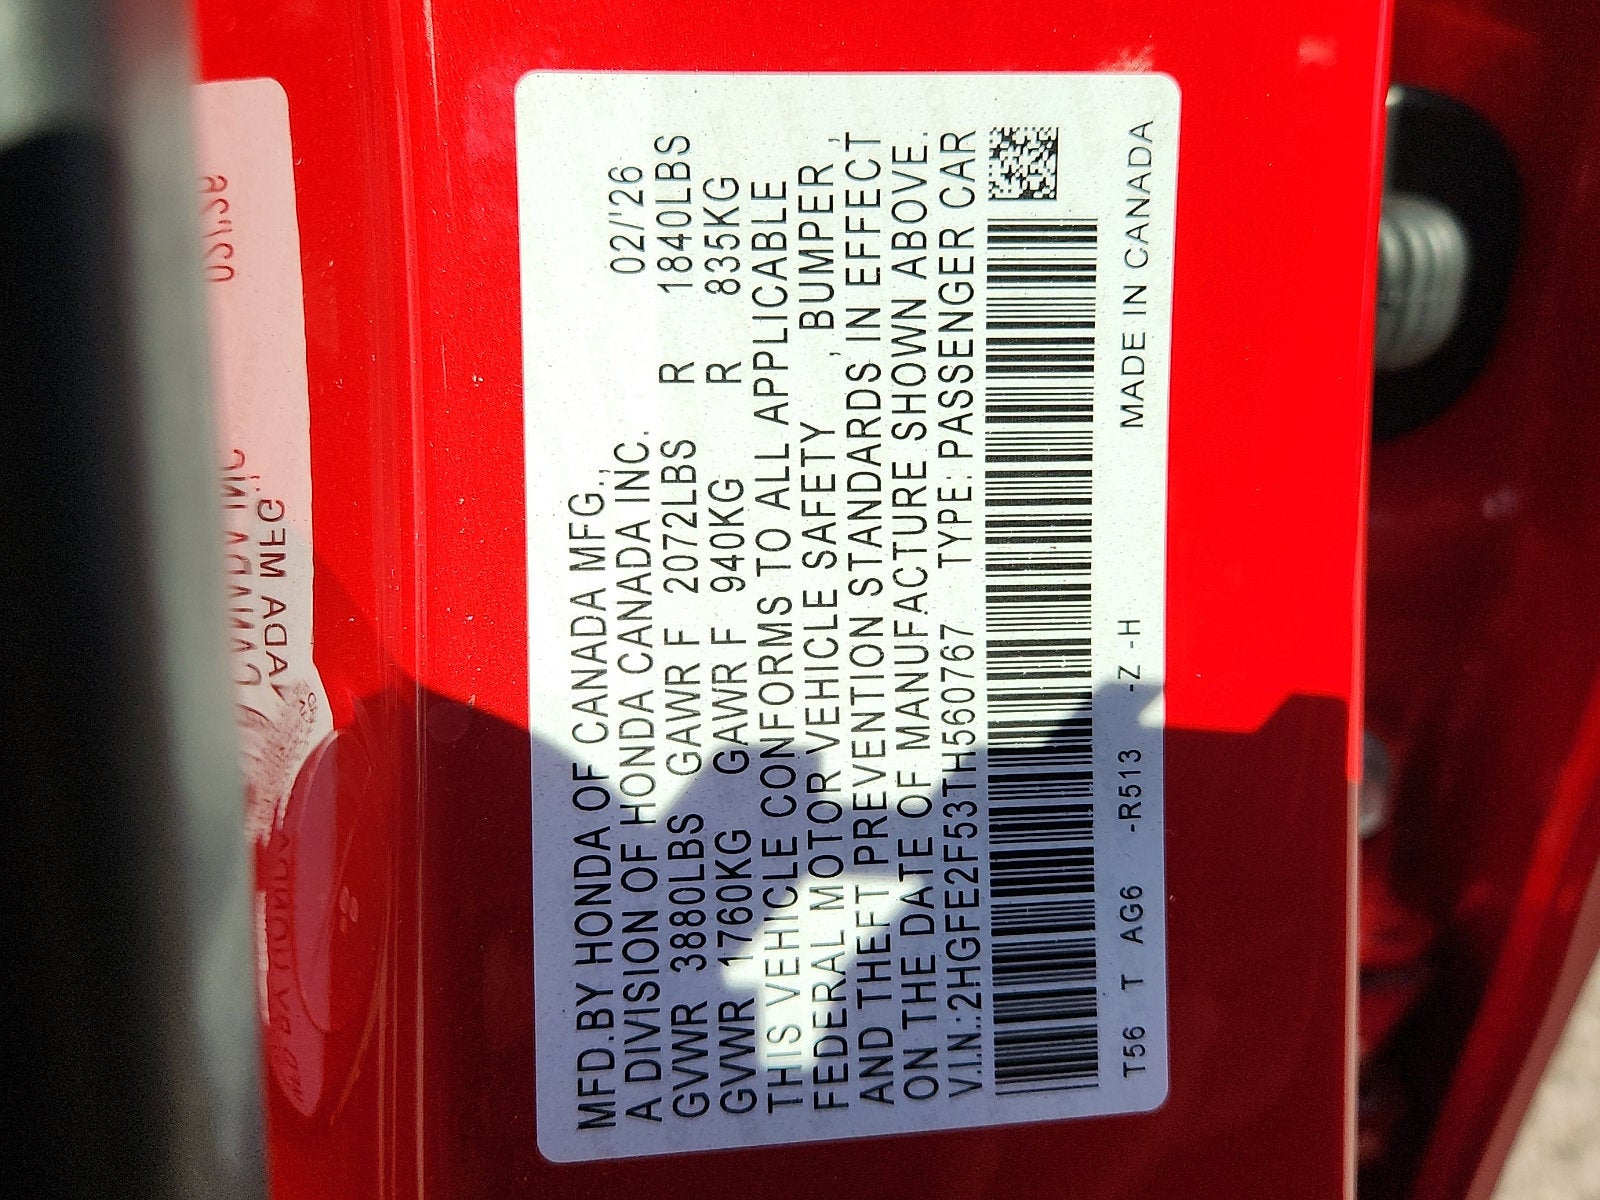 MFD.BY HONDA OF CANADA MFG.,
A DIVISION OF HONDA CANADA INC. 02/'26
GVWR 3880LBS GAWR F 2072LBS R 1840LBS
GVWR 1760KG GAWR F 940KG R 835KG
THIS VEHICLE CONFORMS TO ALL APPLICABLE
FEDERAL MOTOR VEHICLE SAFETY , BUMPER ,
AND THEFT PREVENTION STANDARDS IN EFFECT
ON THE DATE OF MANUFACTURE SHOWN ABOVE.
V.I.N.:2HGFE2F53TH560767 TYPE:PASSENGER CAR
T56 T AG6 -R513 -Z -H MADE IN CANADA